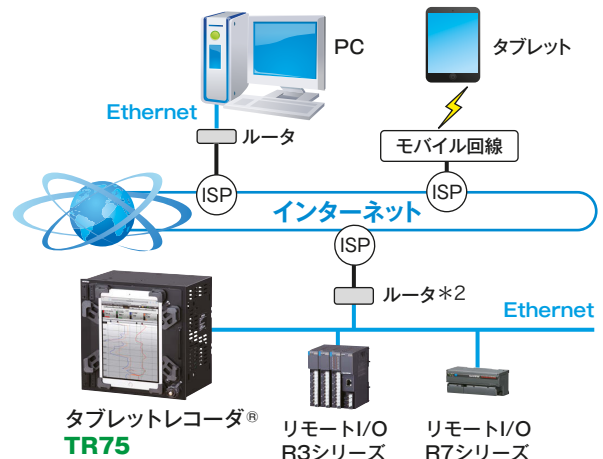 PC
タブレット
Ethernet
ルータ
モバイル回線
ISP
ISP
インターネット
ISP
ルータ*2
Ethernet
タブレットレコーダ®
TR75
リモートI/O
R3シリーズ
リモートI/O
R7シリーズ